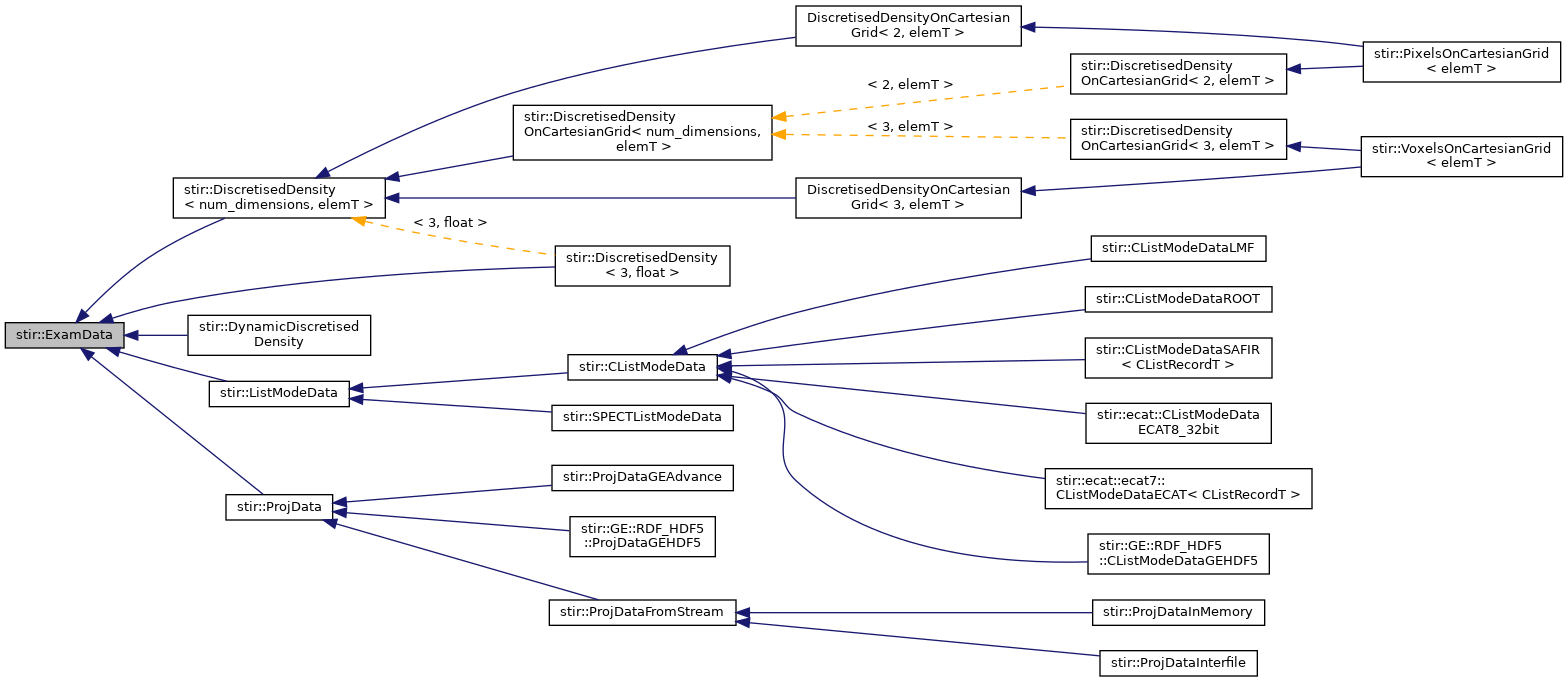 DiscretisedDensityOnCartesian
Grid< 2, elemT >
stir::PixelsOnCartesianGrid
< elemT >
stir::DiscretisedDensity
OnCartesianGrid< 2, elemT >
< 2, elemT >
stir::DiscretisedDensity
OnCartesianGrid< num_dimensions,
elemT >
< 3, elemT >
stir::DiscretisedDensity
OnCartesianGrid< 3, elemT >
stir::VoxelsOnCartesianGrid
< elemT >
stir::DiscretisedDensity
< num_dimensions, elemT >
DiscretisedDensityOnCartesian
Grid< 3, elemT >
< 3, float >
stir::DiscretisedDensity
< 3, float >
stir::CListModeDataLMF
stir::CListModeDataROOT
stir::ExamData
stir::DynamicDiscretised
Density
stir::CListModeDataSAFIR
< CListRecordT >
stir::CListModeData
stir::ListModeData
stir::SPECTListModeData
stir::ecat::CListModeData
ECAT8_32bit
stir::ecat::ecat7::
CListModeDataECAT< CListRecordT >
stir::ProjDataGEAdvance
stir::ProjData
stir::GE::RDF_HDF5
::ProjDataGEHDF5
stir::GE::RDF_HDF5
::CListModeDataGEHDF5
stir::ProjDataFromStream
stir::ProjDataInMemory
stir::ProjDataInterfile